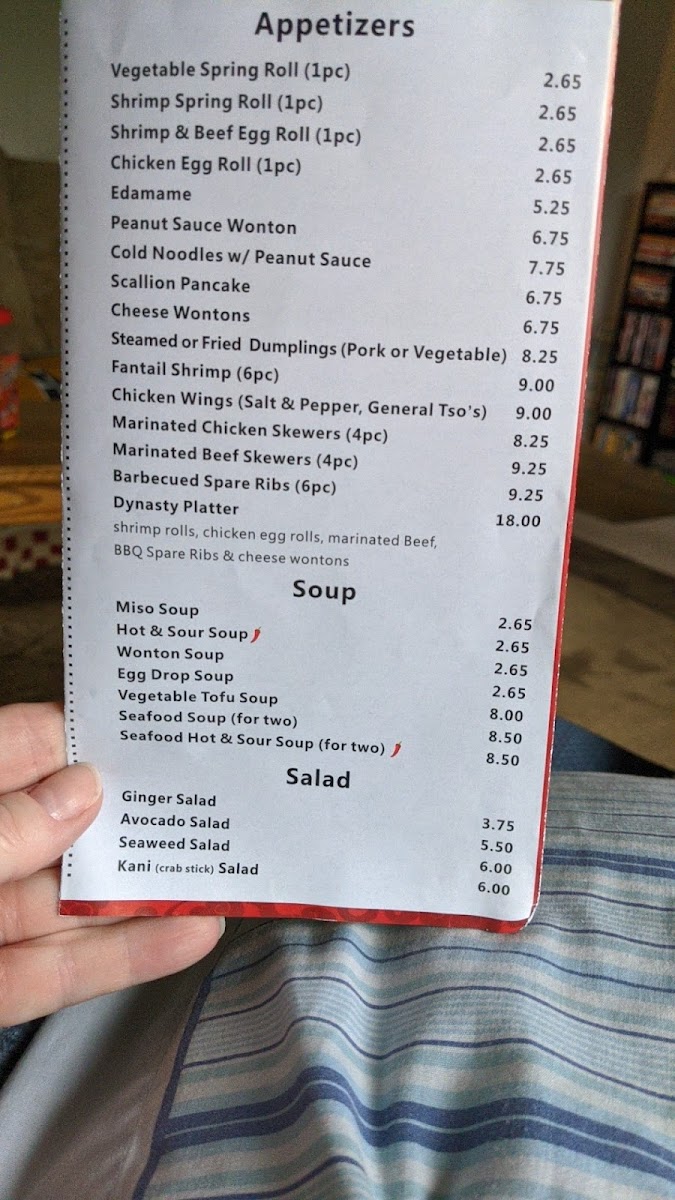 Appetizers
Vegetable Spring Roll (1pc) 2.65
Shrimp Spring Roll (1pc) 2.65
Shrimp & Beef Egg Roll (1pc) 2.65
Chicken Egg Roll (1pc) 2.65
Edamame 5.25
Peanut Sauce Wonton 6.75
Cold Noodles w/ Peanut Sauce 7.75
Scallion Pancake 6.75
Cheese Wontons 6.75
Steamed or Fried Dumplings (Pork or Vegetable) 8.25
Fantail Shrimp (6pc) 9.00
Chicken Wings (Salt & Pepper, General Tso's) 9.00
Marinated Chicken Skewers (4pc) 8.25
Marinated Beef Skewers (4pc) 9.25
Barbecued Spare Ribs (6pc) 9.25
Dynasty Platter 18.00
shrimp rolls, chicken egg rolls, marinated Beef,
BBQ Spare Ribs & cheese wontons
Soup
Miso Soup 2.65
Hot & Sour Soup 2.65
Wonton Soup 2.65
Egg Drop Soup 2.65
Vegetable Tofu Soup 8.00
Seafood Soup (for two) 8.50
Seafood Hot & Sour Soup (for two) 8.50
Salad
Ginger Salad 3.75
Avocado Salad 5.50
Seaweed Salad 6.00
Kani (crab stick) Salad 6.00